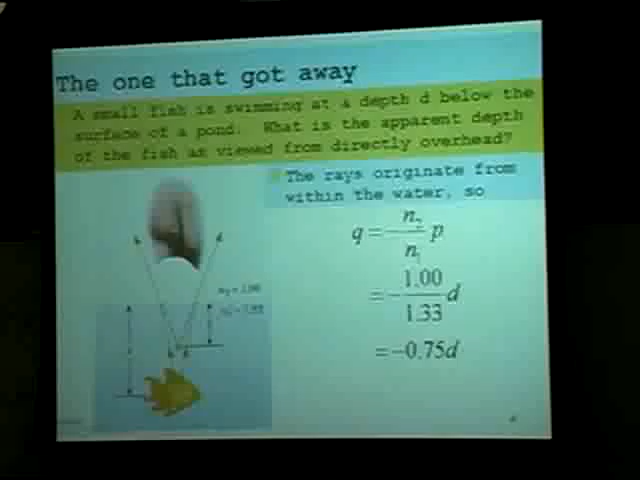 The one that got away
A small fish is swimming at a depth d below the
surface of a pond. What is the apparent depth
of the fish as viewed from directly overhead?
The rays originate from
within the water, so
q = - n₂/n₁ p
= - 1.00/1.33 d
= -0.75d